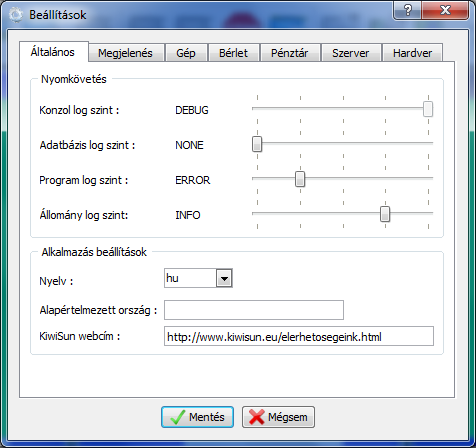 Beállítások
Általános Megjelenés Gép Bérlet Pénztár Szerver Hardver
Nyomkövetés
Konzol log szint : DEBUG
Adatbázis log szint : NONE
Program log szint : ERROR
Állomány log szint: INFO
Alkalmazás beállítások
Nyelv : hu
Alapértelmezett ország :
KiwiSun webcím : http://www.kiwisun.eu/elerhetosegeink.html
Mentés Mégsem